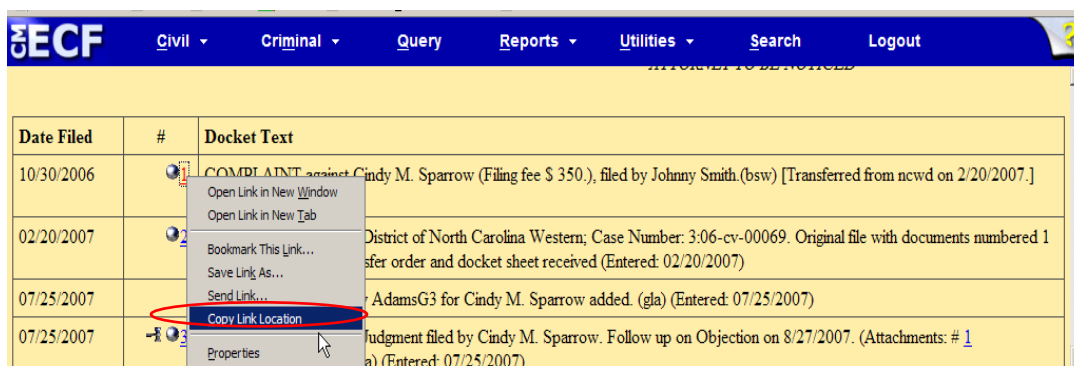 CM ECF Civil Criminal Query Reports Utilities Search Logout ?
ATTORNEY TO BE NOTICED
Date Filed # Docket Text
10/30/2006 1 COMPLAINT against Cindy M. Sparrow (Filing fee $ 350.), filed by Johnny Smith.(bsw) [Transferred from ncwd on 2/20/2007.]
Open Link in New Window
Open Link in New Tab
02/20/2007 2 District of North Carolina Western; Case Number: 3:06-cv-00069. Original file with documents numbered 1
Bookmark This Link...
sfer order and docket sheet received (Entered: 02/20/2007)
Save Link As...
07/25/2007 AdamsG3 for Cindy M. Sparrow added. (gla) (Entered: 07/25/2007)
Send Link...
Copy Link Location
07/25/2007 3 Judgment filed by Cindy M. Sparrow. Follow up on Objection on 8/27/2007. (Attachments: # 1
Properties
a) (Entered: 07/25/2007)